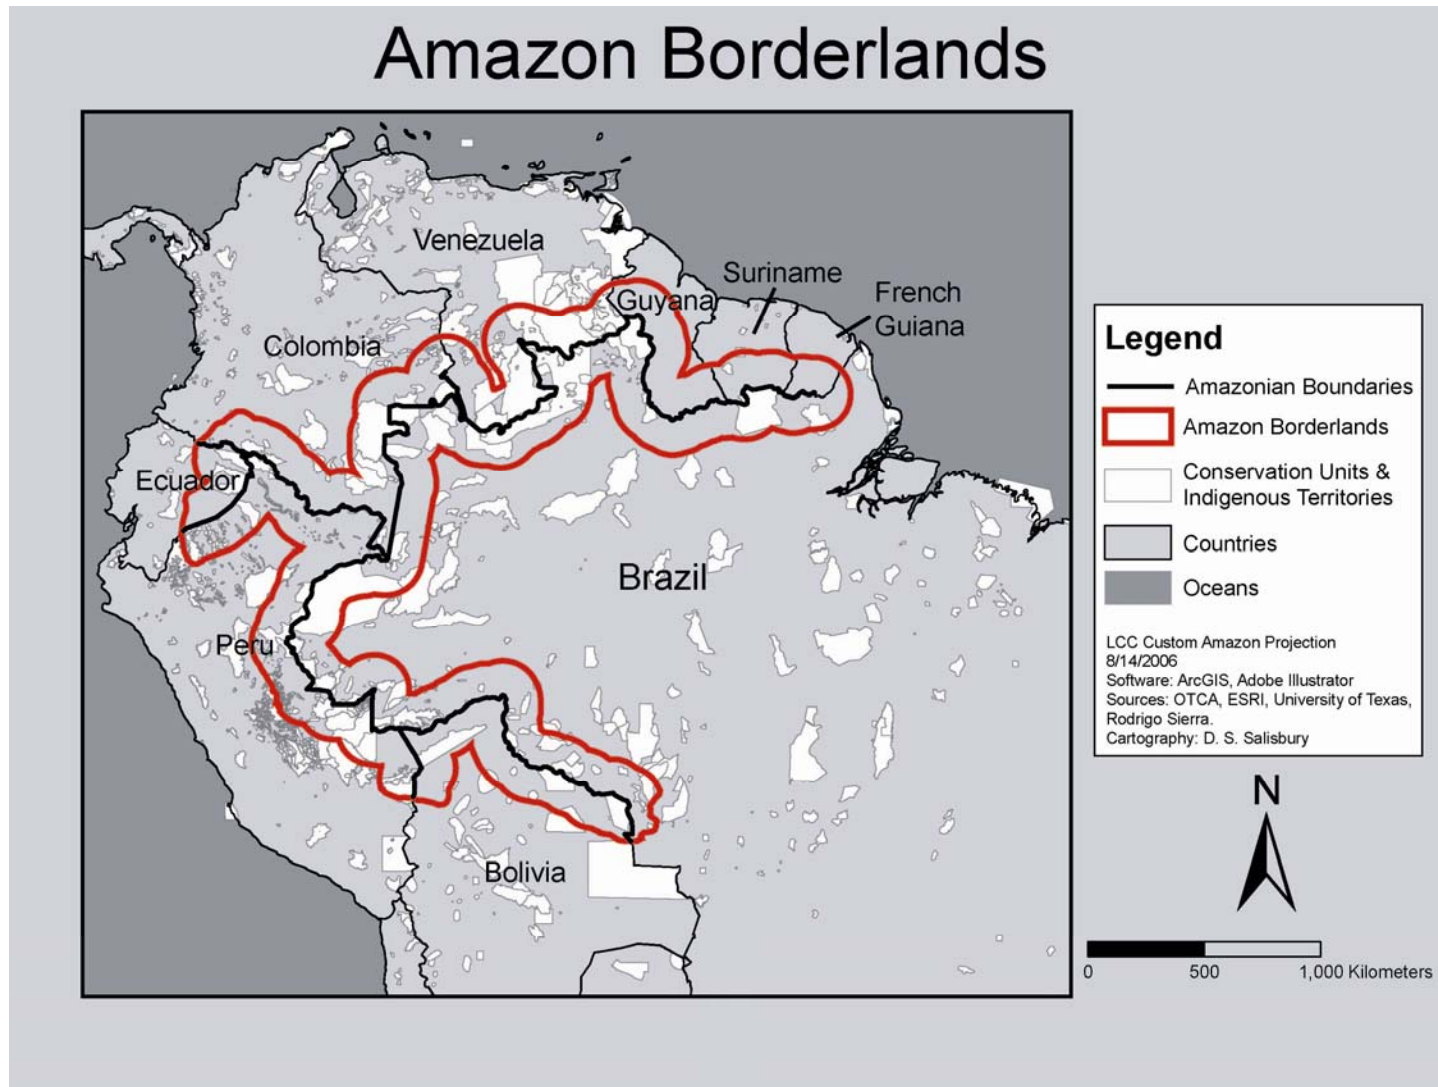 Amazon Borderlands
Venezuela
Suriname
French
Guiana
Guyana
Colombia
Ecuador
Brazil
Peru
Bolivia
Legend
Amazonian Boundaries
Amazon Borderlands
Conservation Units &
Indigenous Territories
Countries
Oceans
LCC Custom Amazon Projection
8/14/2006
Software: ArcGIS, Adobe Illustrator
Sources: OTCA, ESRI, University of Texas,
Rodrigo Sierra.
Cartography: D. S. Salisbury
N
0 500 1,000 Kilometers